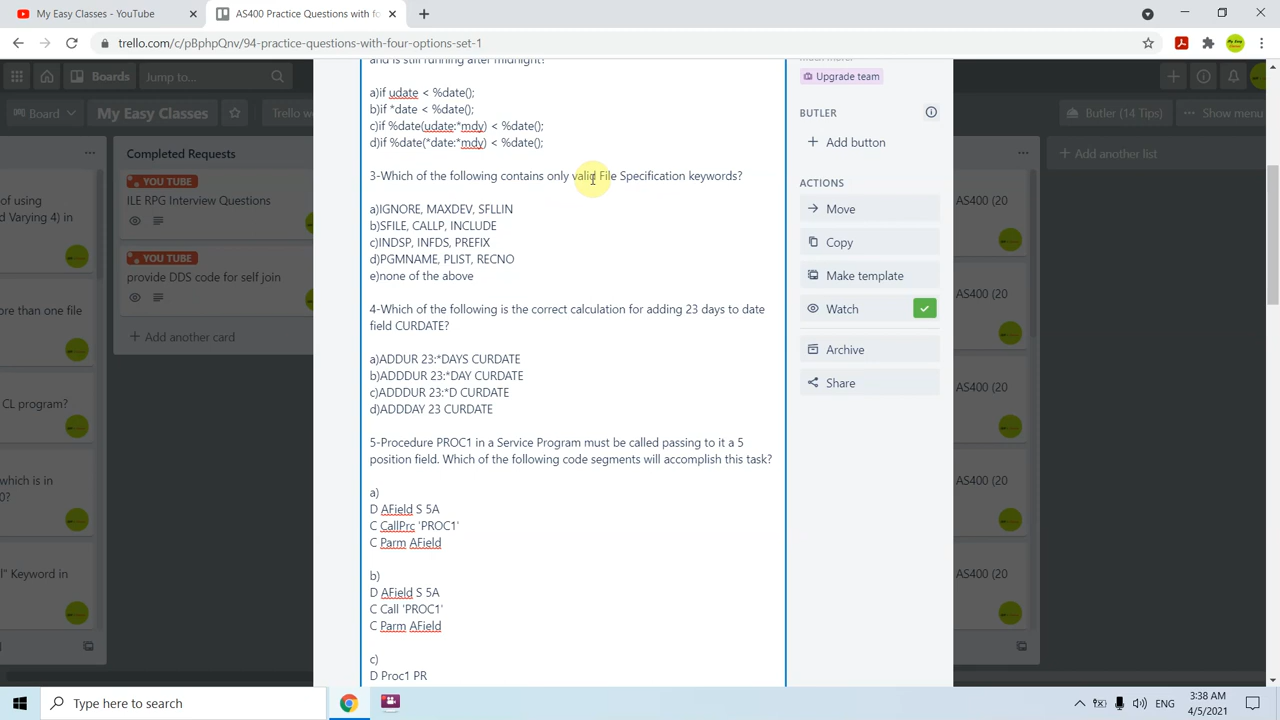 (20) YouTube
AS400 Practice Questions with fou
trello.com/c/pBphpQnv/94-practice-questions-with-four-options-set-1
Boards
Jump to...
Board
My Easy Classes
Trello wo
Butler (14 Tips)
Show menu
and is still running after midnight?
a)if udate < %date();
b)if *date < %date();
c)if %date(udate:*mdy) < %date();
d)if %date(*date:*mdy) < %date();
3-Which of the following contains only valid File Specification keywords?
a)IGNORE, MAXDEV, SFLLIN
b)SFILE, CALLP, INCLUDE
c)INDSP, INFDS, PREFIX
d)PGMNAME, PLIST, RECNO
e)none of the above
4-Which of the following is the correct calculation for adding 23 days to date
field CURDATE?
a)ADDUR 23:*DAYS CURDATE
b)ADDDUR 23:*DAY CURDATE
c)ADDDUR 23:*D CURDATE
d)ADDDAY 23 CURDATE
5-Procedure PROC1 in a Service Program must be called passing to it a 5
position field. Which of the following code segments will accomplish this task?
a)
D AField S 5A
C CallPrc 'PROC1'
C Parm AField
b)
D AField S 5A
C Call 'PROC1'
C Parm AField
c)
D Proc1 PR
Upgrade team
BUTLER
Add button
ACTIONS
Move
Copy
Make template
Watch
Archive
Share
of using
Varying 4) in
than one file
CL program?
which is in
0?
l" Keyword in
Completed Requests
YOU TUBE
ILE RPG Interview Questions
YOU TUBE
provide DDS code for self join
Add another card
Add another list
AS400 (20
AS400 (20
AS400 (20
AS400 (20
AS400 (20
Type here to search
ENG
3:38 AM
4/5/2021